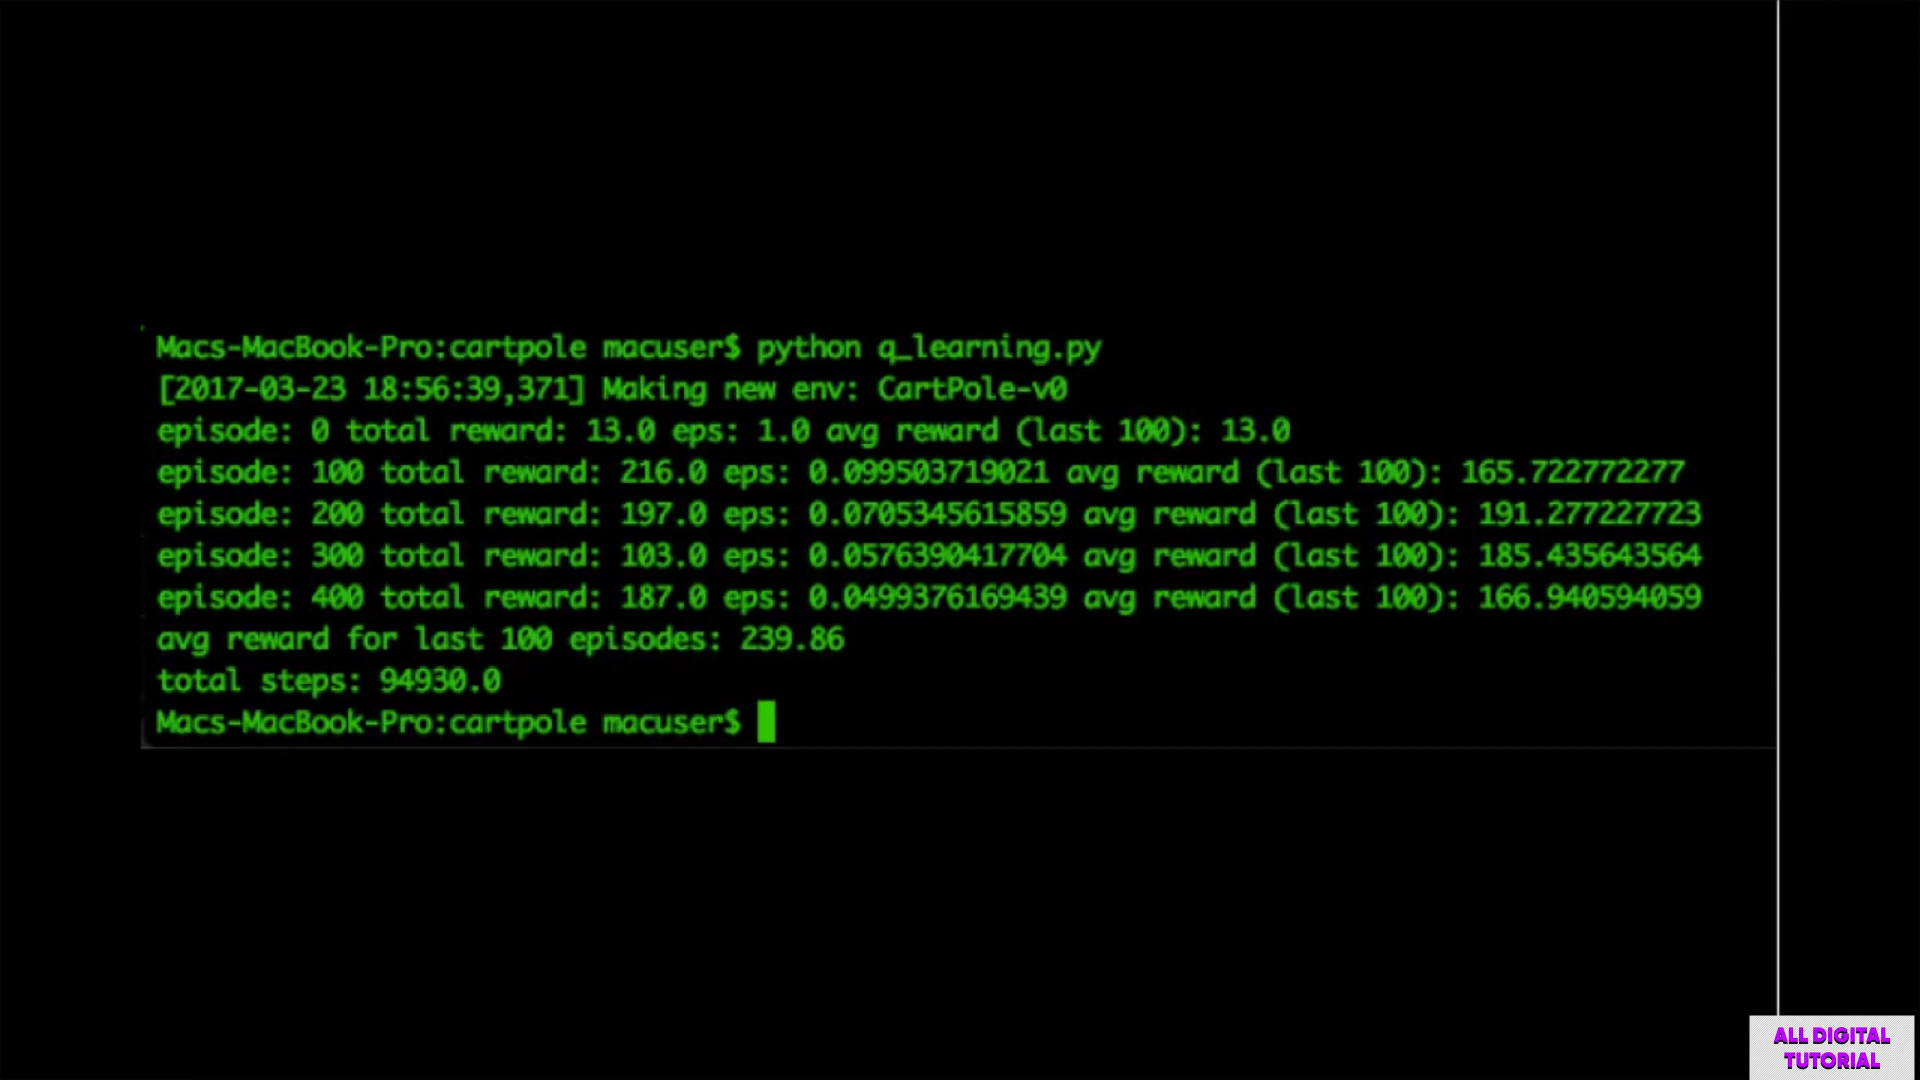 Macs-MacBook-Pro:cartpole macuser$ python q_learning.py
[2017-03-23 18:56:39,371] Making new env: CartPole-v0
episode: 0 total reward: 13.0 eps: 1.0 avg reward (last 100): 13.0
episode: 100 total reward: 216.0 eps: 0.099503719021 avg reward (last 100): 165.722772277
episode: 200 total reward: 197.0 eps: 0.0705345615859 avg reward (last 100): 191.277227723
episode: 300 total reward: 103.0 eps: 0.0576390417704 avg reward (last 100): 185.435643564
episode: 400 total reward: 187.0 eps: 0.0499376169439 avg reward (last 100): 166.940594059
avg reward for last 100 episodes: 239.86
total steps: 94930.0
Macs-MacBook-Pro:cartpole macuser$
ALL DIGITAL
TUTORIAL